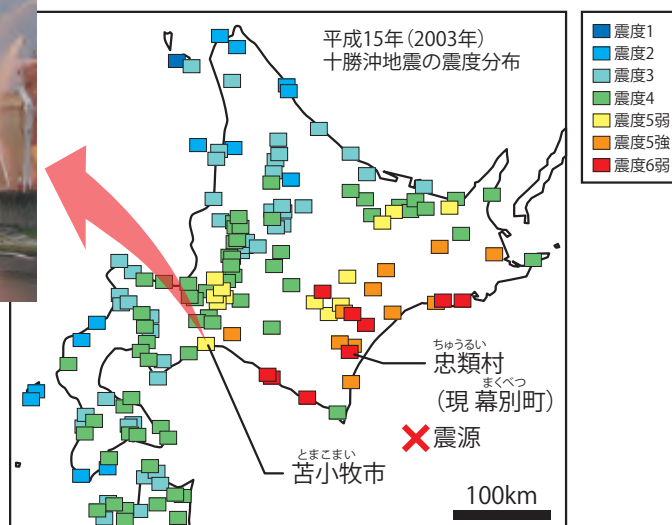 平成15年(2003年)
十勝沖地震の震度分布
震度1
震度2
震度3
震度4
震度5弱
震度5強
震度6弱
ちゅうるい
忠類村
まくべつ
(現 幕別町)
震源
とまこまい
苫小牧市
100km